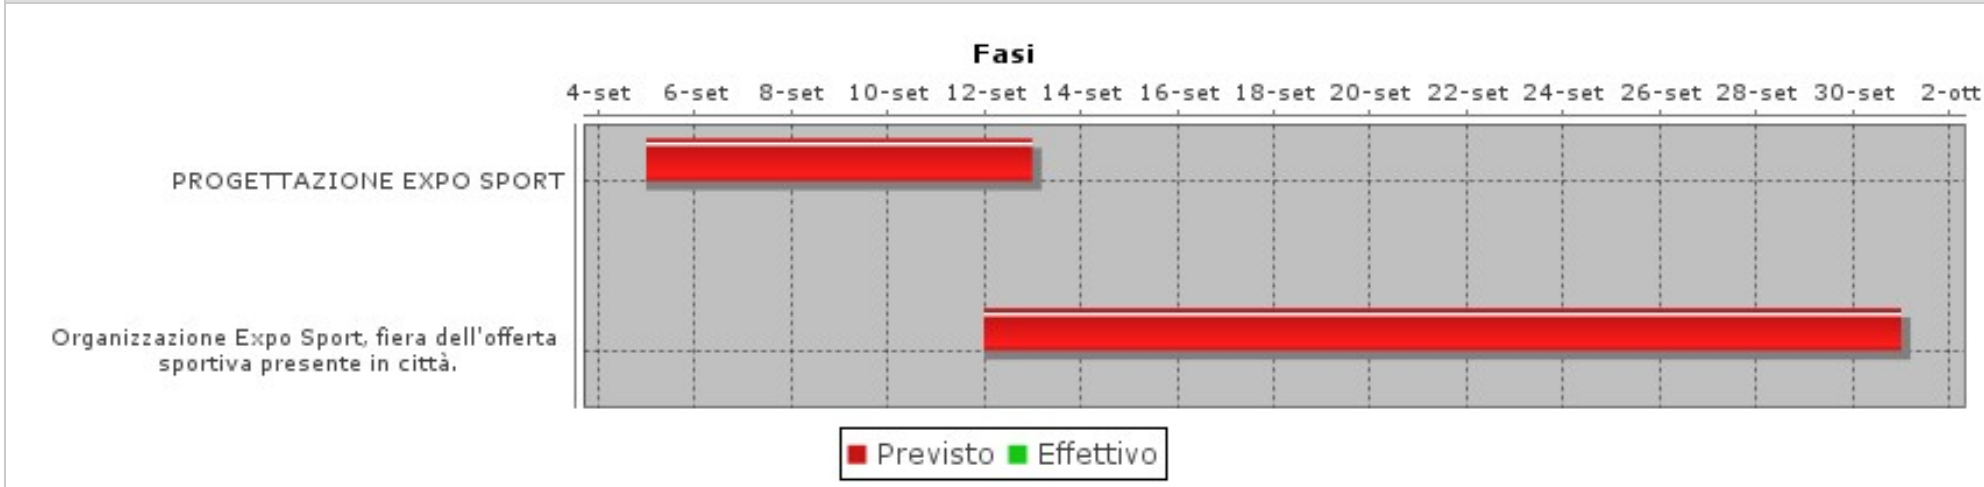 Fasi
4-set 6-set 8-set 10-set 12-set 14-set 16-set 18-set 20-set 22-set 24-set 26-set 28-set 30-set 2-ott
PROGETTAZIONE EXPO SPORT
Organizzazione Expo Sport, fiera dell'offerta
sportiva presente in città.
Previsto Effettivo